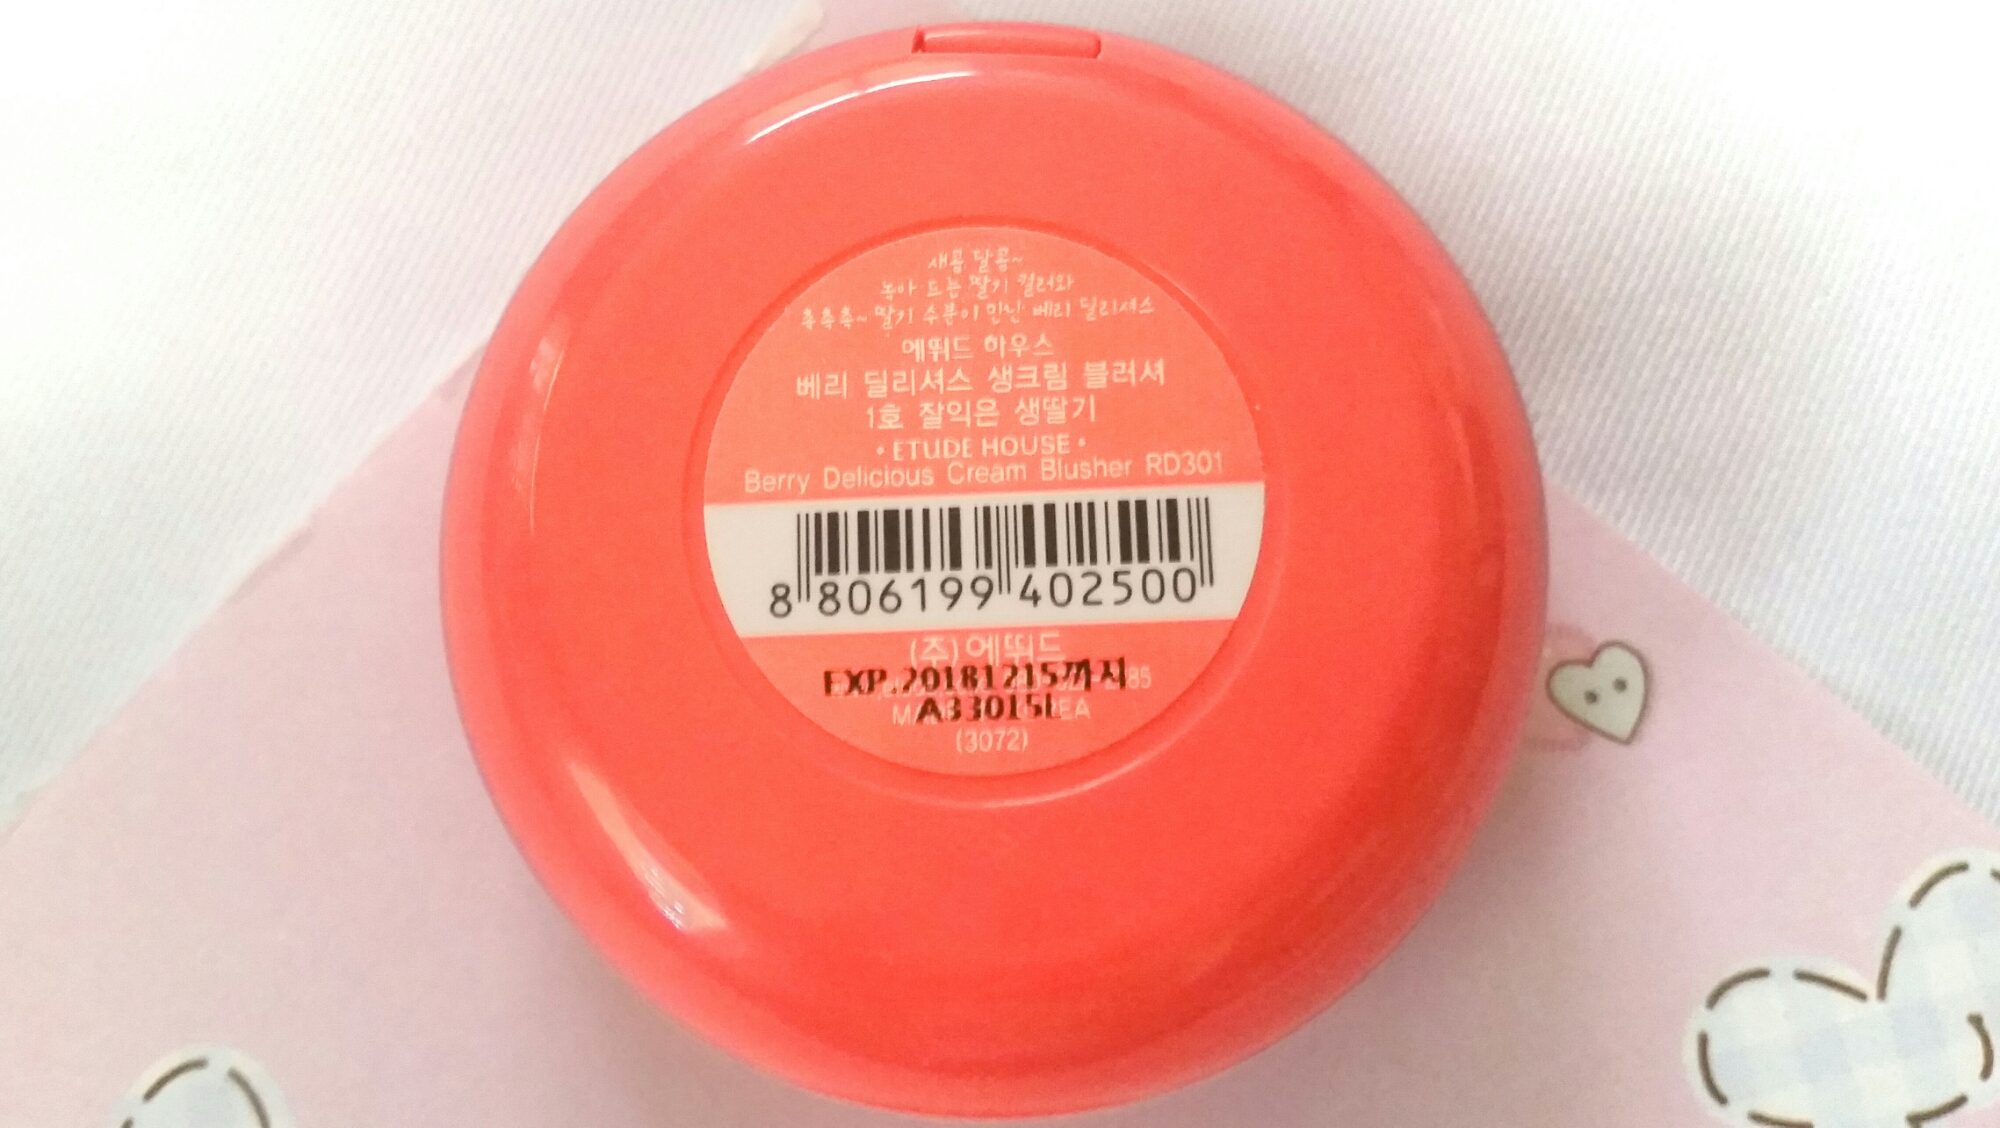 새콤 달콤~
녹아 드는 딸기 컬러와
촉촉촉~ 딸기 수분이 만난 베리 딜리셔스
에뛰드 하우스
베리 딜리셔스 생크림 블러셔
1호 잘익은 생딸기
• ETUDE HOUSE •
Berry Delicious Cream Blusher RD301
8 806199 402500
(주)에뛰드
EXP 20181215까지
A33015L
(3072)